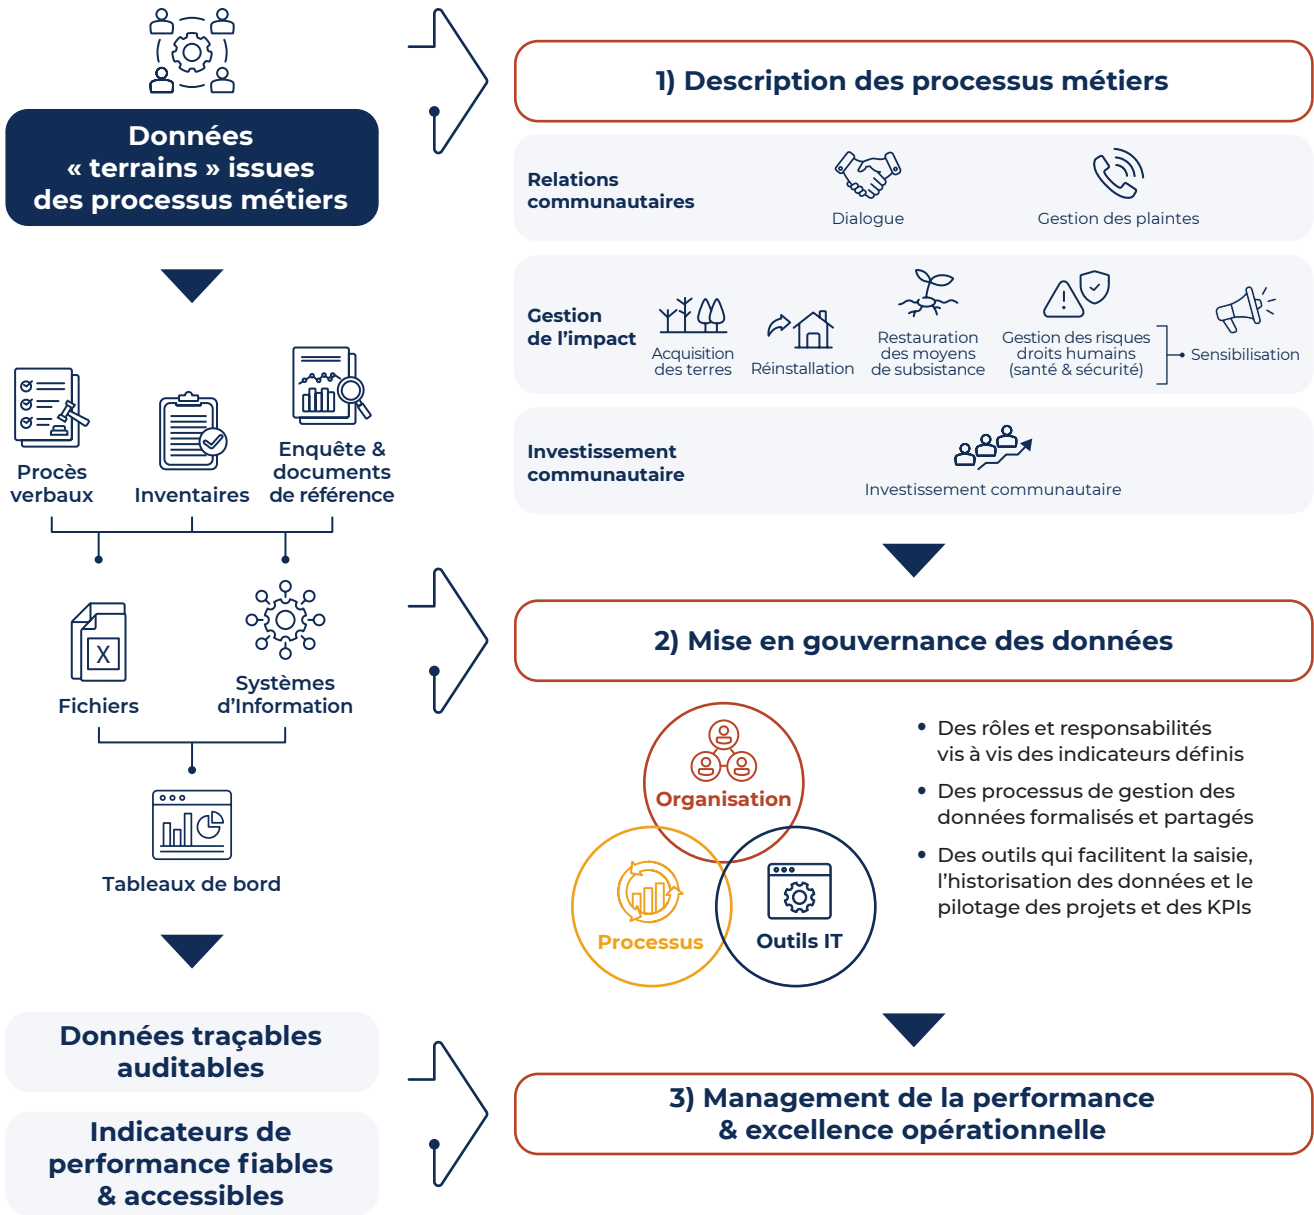 Données
« terrains » issues
des processus métiers
Procès
verbaux
Inventaires
Enquête &
documents
de référence
X
Fichiers
Systèmes
d’Information
Tableaux de bord
Données traçables
auditables
Indicateurs de
performance fiables
& accessibles
1) Description des processus métiers
Relations
communautaires
Dialogue
Gestion des plaintes
Gestion
de l’impact
Acquisition
des terres
Réinstallation
Restauration
des moyens
de subsistance
Gestion des risques
droits humains
(santé & sécurité)
Sensibilisation
Investissement
communautaire
Investissement communautaire
2) Mise en gouvernance des données
Organisation
Processus
Outils IT
• Des rôles et responsabilités
vis à vis des indicateurs définis
• Des processus de gestion des
données formalisés et partagés
• Des outils qui facilitent la saisie,
l’historisation des données et le
pilotage des projets et des KPIs
3) Management de la performance
& excellence opérationnelle